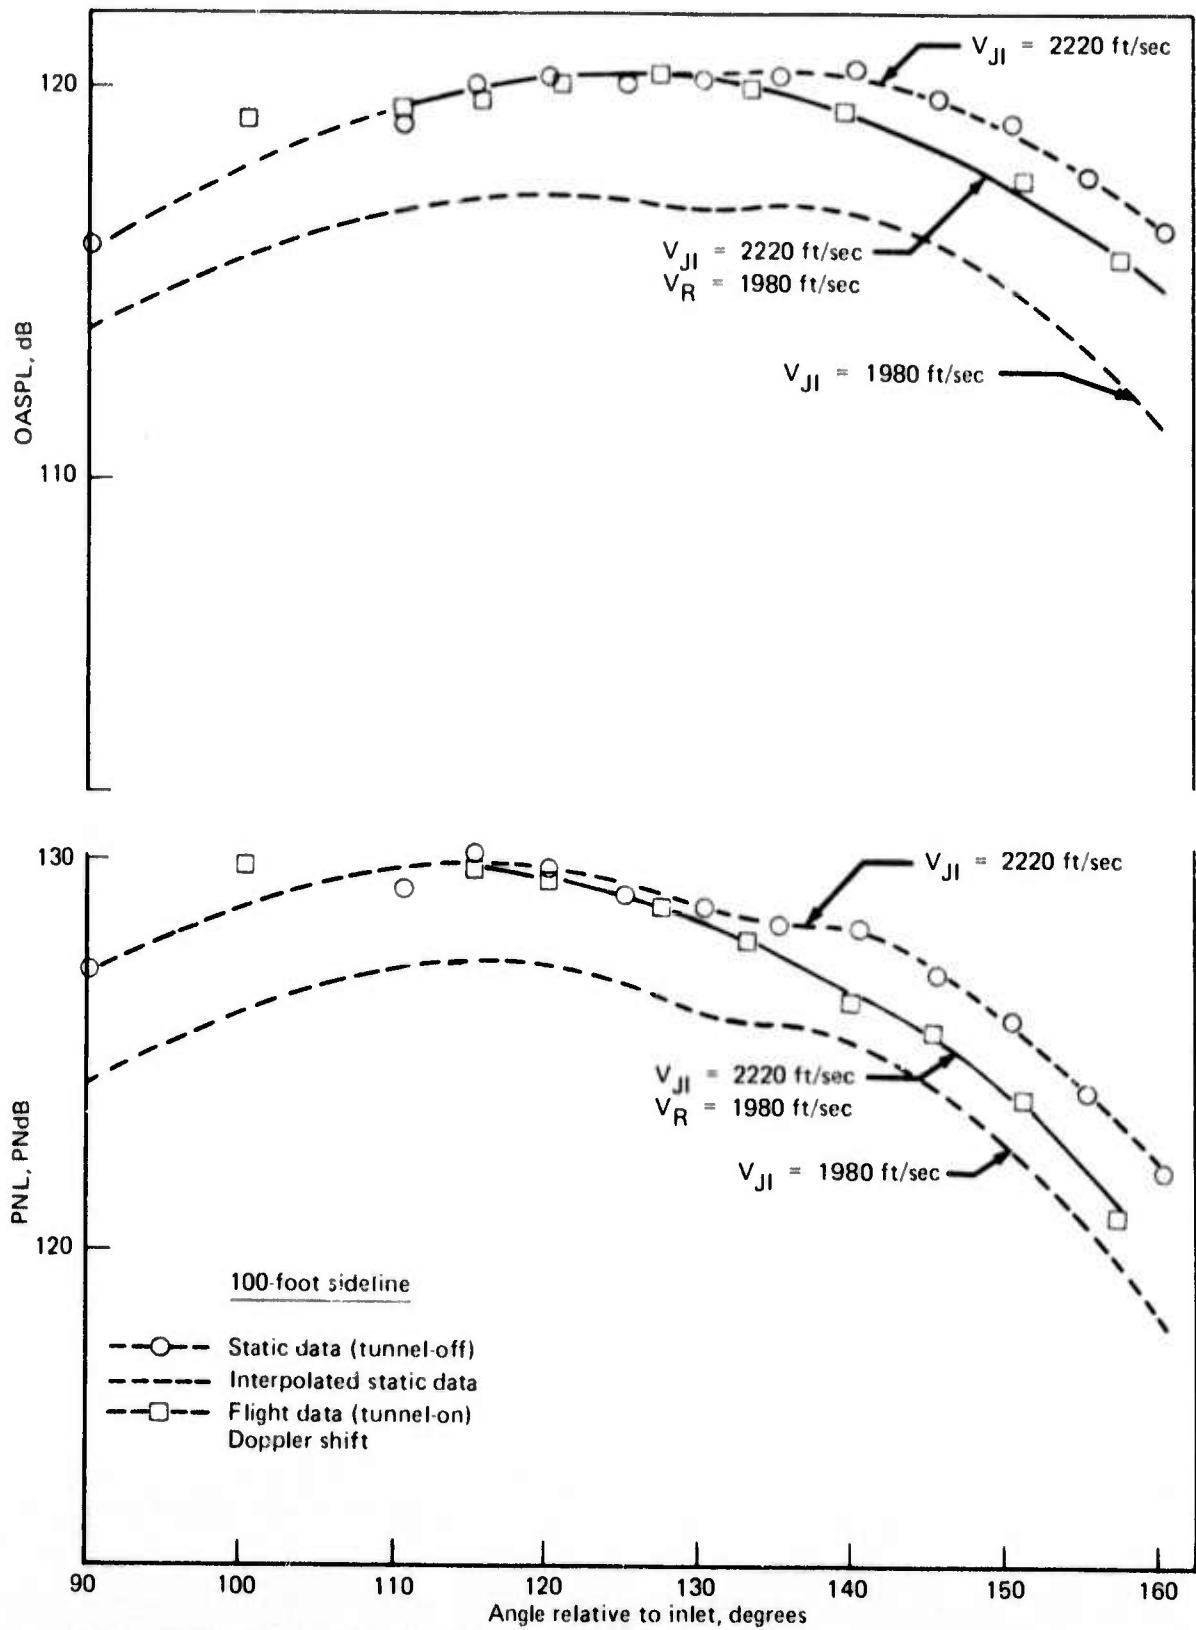 V_JI = 2220 ft/sec
120
V_JI = 2220 ft/sec
V_R = 1980 ft/sec
V_JI = 1980 ft/sec
OASPL, dB
110
130
V_JI = 2220 ft/sec
V_JI = 2220 ft/sec
V_R = 1980 ft/sec
V_JI = 1980 ft/sec
PNL, PNdB
120
100-foot sideline
Static data (tunnel-off)
Interpolated static data
Flight data (tunnel-on)
Doppler shift
90 100 110 120 130 140 150 160
Angle relative to inlet, degrees